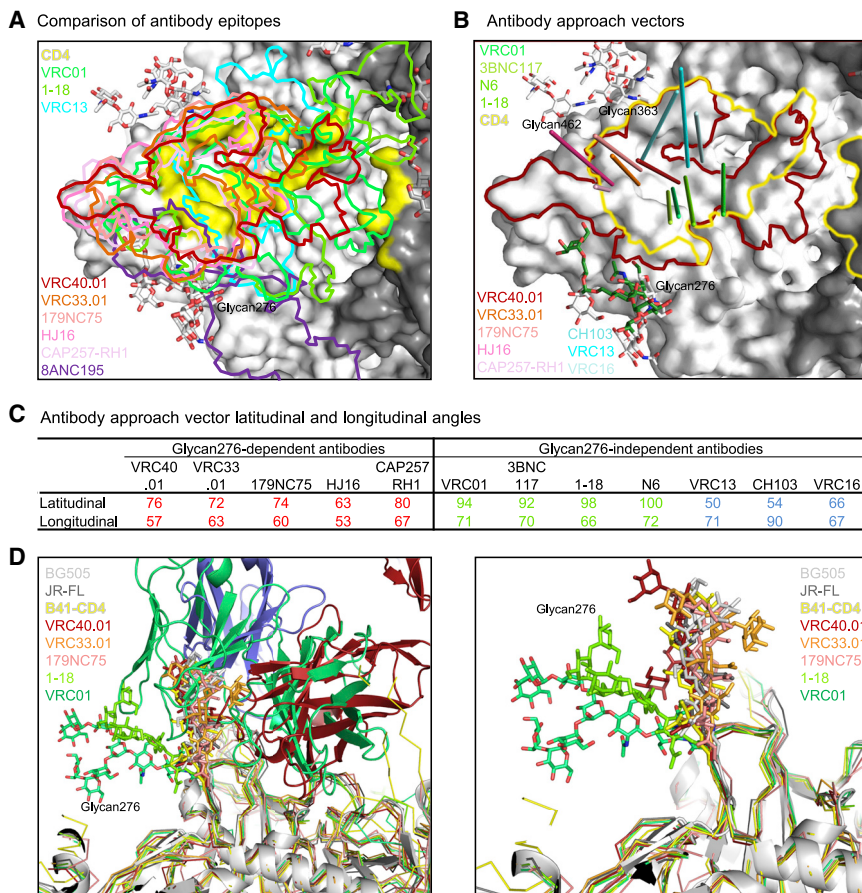 A Comparison of antibody epitopes
CD4
VRC01
1-18
VRC13
Glycan276
VRC40.01
VRC33.01
179NC75
HJ16
CAP257-RH1
8ANC195
B Antibody approach vectors
VRC01
3BNC117
N6
1-18
CD4
Glycan363
Glycan462
Glycan276
VRC40.01
VRC33.01
179NC75 CH103
HJ16 VRC13
CAP257-RH1 VRC16
C Antibody approach vector latitudinal and longitudinal angles
Glycan276-dependent antibodies Glycan276-independent antibodies
VRC40 VRC33 CAP257 3BNC
.01 .01 179NC75 HJ16 RH1 VRC01 117 1-18 N6 VRC13 CH103 VRC16
Latitudinal 76 72 74 63 80 94 92 98 100 50 54 66
Longitudinal 57 63 60 53 67 71 70 66 72 71 90 67
D
BG505
JR-FL
B41-CD4
VRC40.01
VRC33.01
179NC75
1-18
VRC01
Glycan276
Glycan276
BG505
JR-FL
B41-CD4
VRC40.01
VRC33.01
179NC75
1-18
VRC01